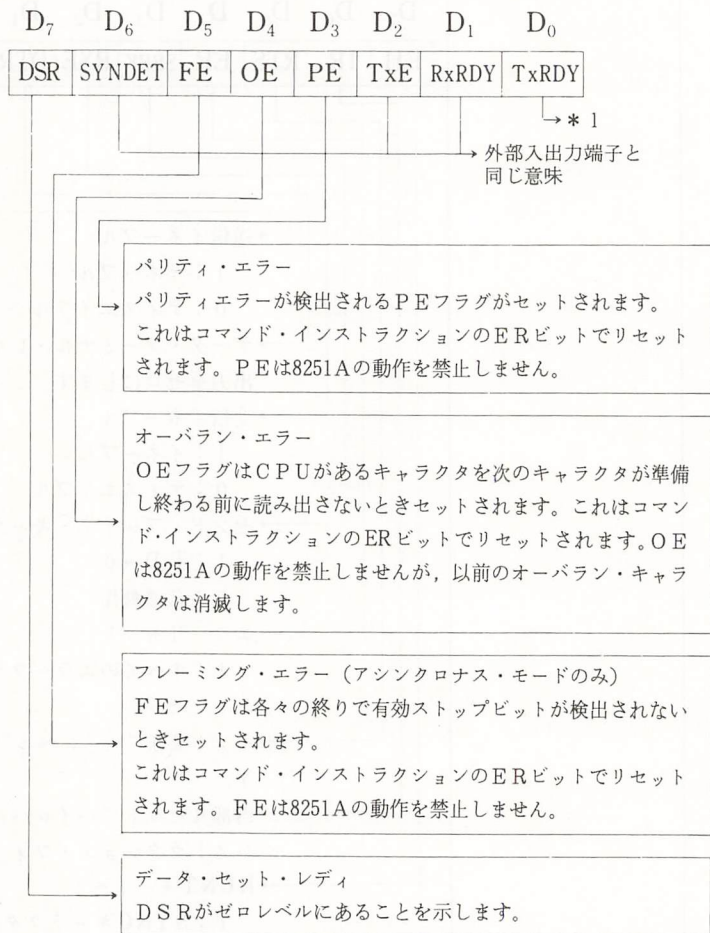 D₇ D₆ D₅ D₄ D₃ D₂ D₁ D₀
DSR SYNDET FE OE PE TxE RxRDY TxRDY
→ * 1
外部入出力端子と
同じ意味
パリティ・エラー
パリティエラーが検出されるPEフラグがセットされます。
これはコマンド・インストラクションのERビットでリセット
されます。PEは8251Aの動作を禁止しません。
オーバラン・エラー
OEフラグはCPUがあるキャラクタを次のキャラクタが準備
し終わる前に読み出さないときセットされます。これはコマン
ド・インストラクションのERビットでリセットされます。OE
は8251Aの動作を禁止しませんが，以前のオーバラン・キャラ
クタは消滅します。
フレーミング・エラー（アシンクロナス・モードのみ）
FEフラグは各々の終りで有効ストップビットが検出されない
ときセットされます。
これはコマンド・インストラクションのERビットでリセット
されます。FEは8251Aの動作を禁止しません。
データ・セット・レディ
DSRがゼロレベルにあることを示します。